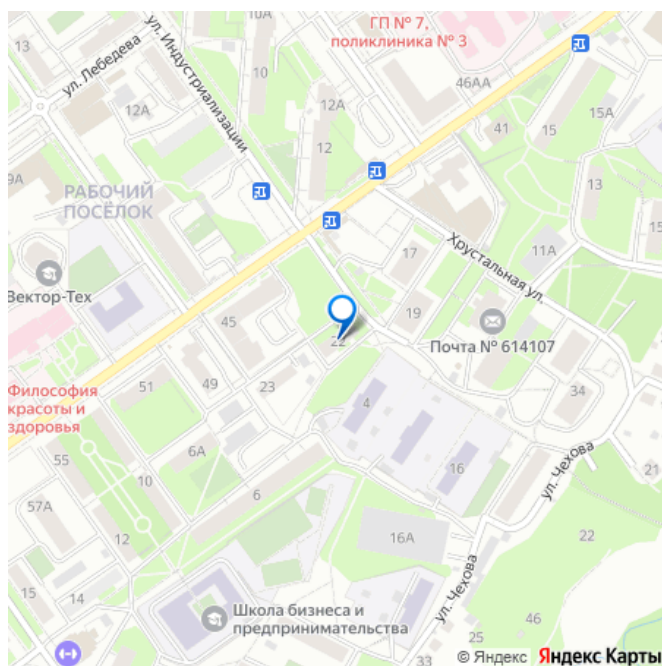 ГП № 7,
поликлиника № 3
13
ул. Лебедева
10
46АА
12А
ул. Индустриализации
12А
41
15
15А
12
9А
РАБОЧИЙ
ПОСЁЛОК
13
Хрустальная ул.
17
11А
Вектор-Тех
45
19
22
Почта № 614107
51
49
23
34
Философия
красоты и
здоровья
4
55
6А
10
16
ул. Чехова
21
57А
6
12
16А
22
15
14
Школа бизнеса и
предпринимательства
ул. Чехова
46
25
33
© Яндекс Яндекс Карты